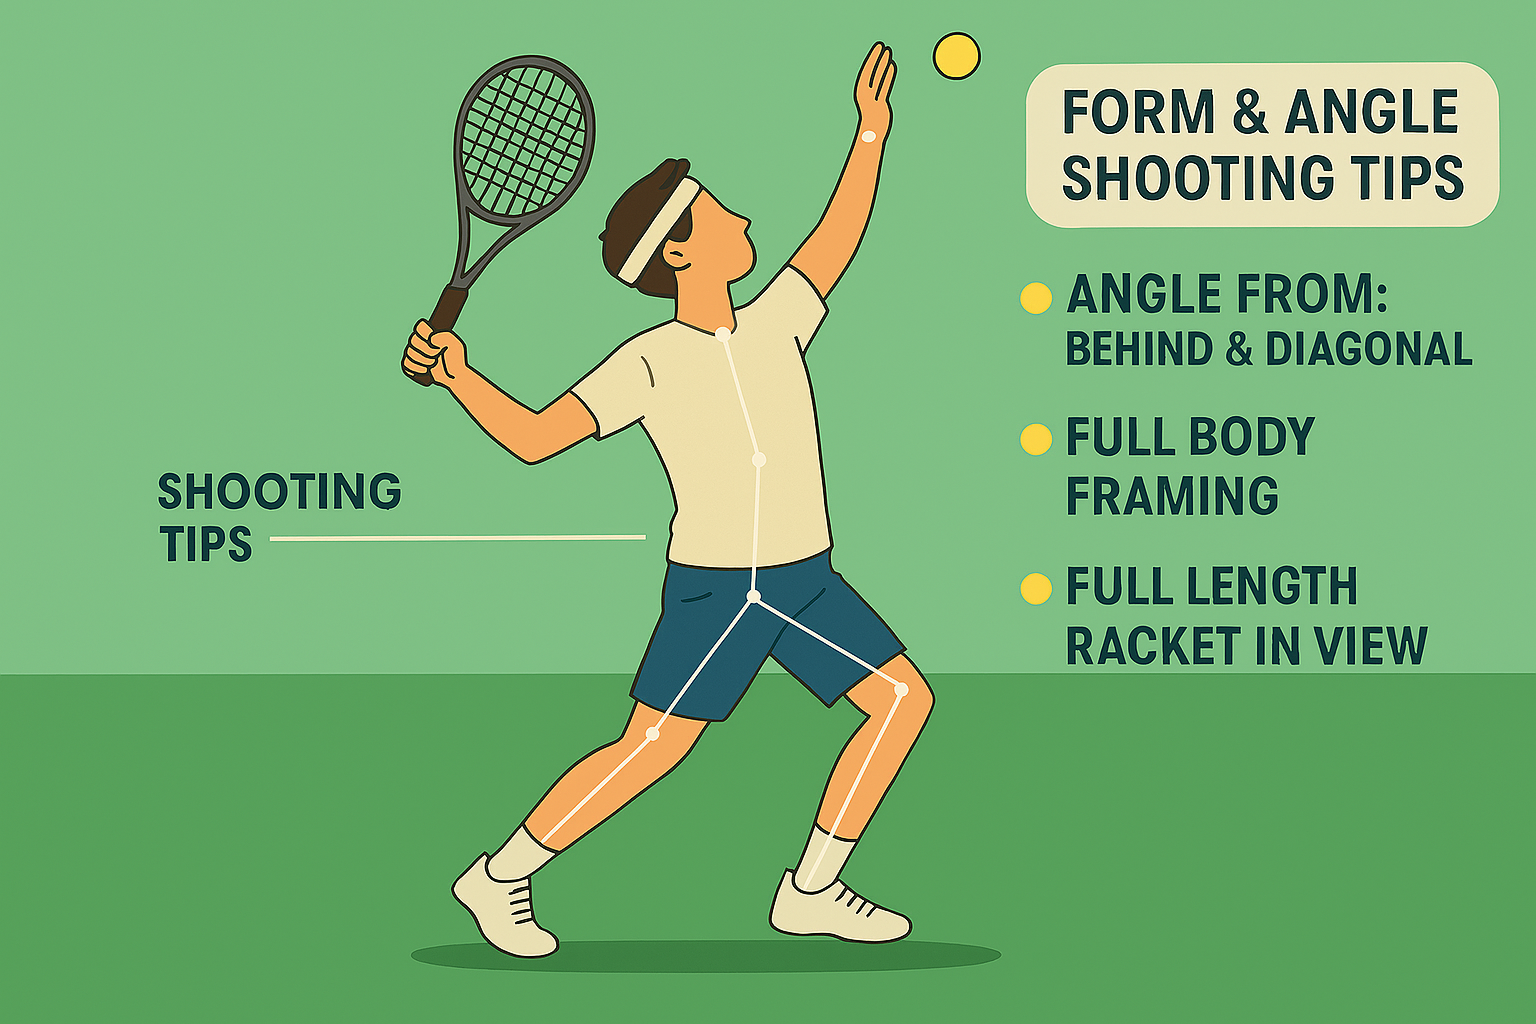 FORM & ANGLE
SHOOTING TIPS
ANGLE FROM:
BEHIND & DIAGONAL
FULL BODY
FRAMING
FULL LENGTH
RACKET IN VIEW
SHOOTING
TIPS